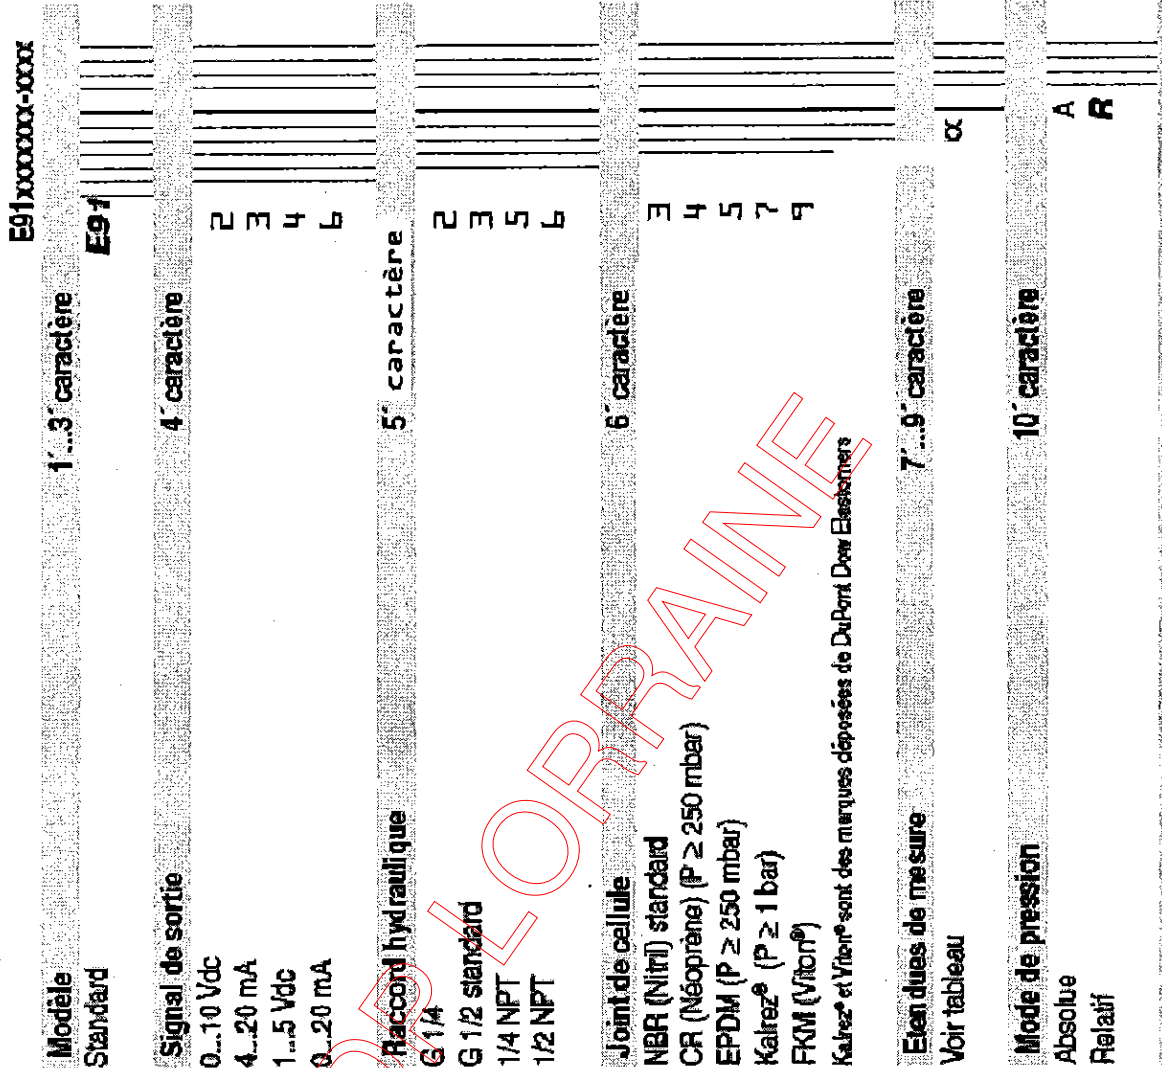 E91xxxxxxx-xxxx
Modèle 1´...3´ caractère
Standard E91
Signal de sortie 4´ caractère
0...10 Vdc 2
4..20 mA 3
1...5 Vdc 4
0..20 mA 6
Raccord hydraulique 5´ caractère
G 1/4 2
G 1/2 standard 3
1/4 NPT 5
1/2 NPT 6
Joint de cellule 6´ caractère
NBR (Nitril) standard 3
CR (Néoprène) (P ≥ 250 mbar) 4
EPDM (P ≥ 250 mbar) 5
Kalrez® (P ≥ 1 bar) 7
FKM (Viton®) 9
Kalrez® et Viton® sont des marques déposées de DuPont Dow Elastomers
Etendues de mesure 7´...9´ caractère
Voir tableau
Mode de pression 10´ caractère
Absolue A
Relatif R
LORRAINE